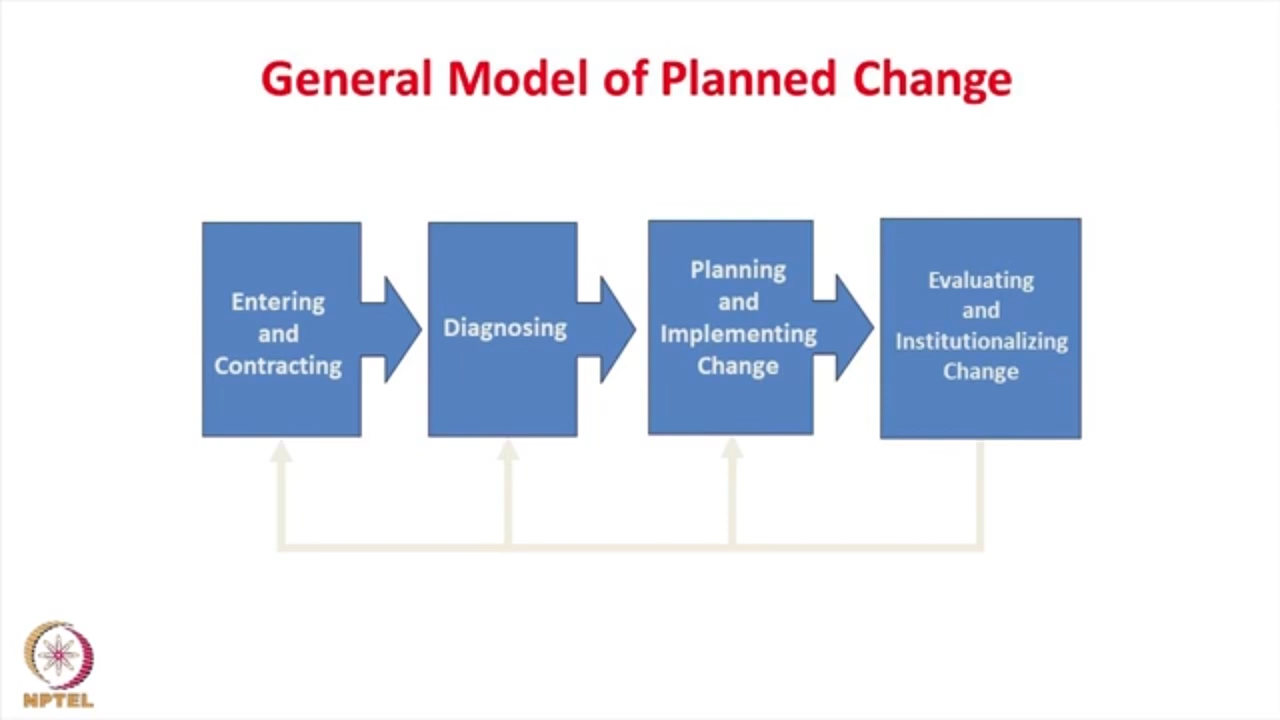 General Model of Planned Change
Entering
and
Contracting
Diagnosing
Planning
and
Implementing
Change
Evaluating
and
Institutionalizing
Change
NPTEL